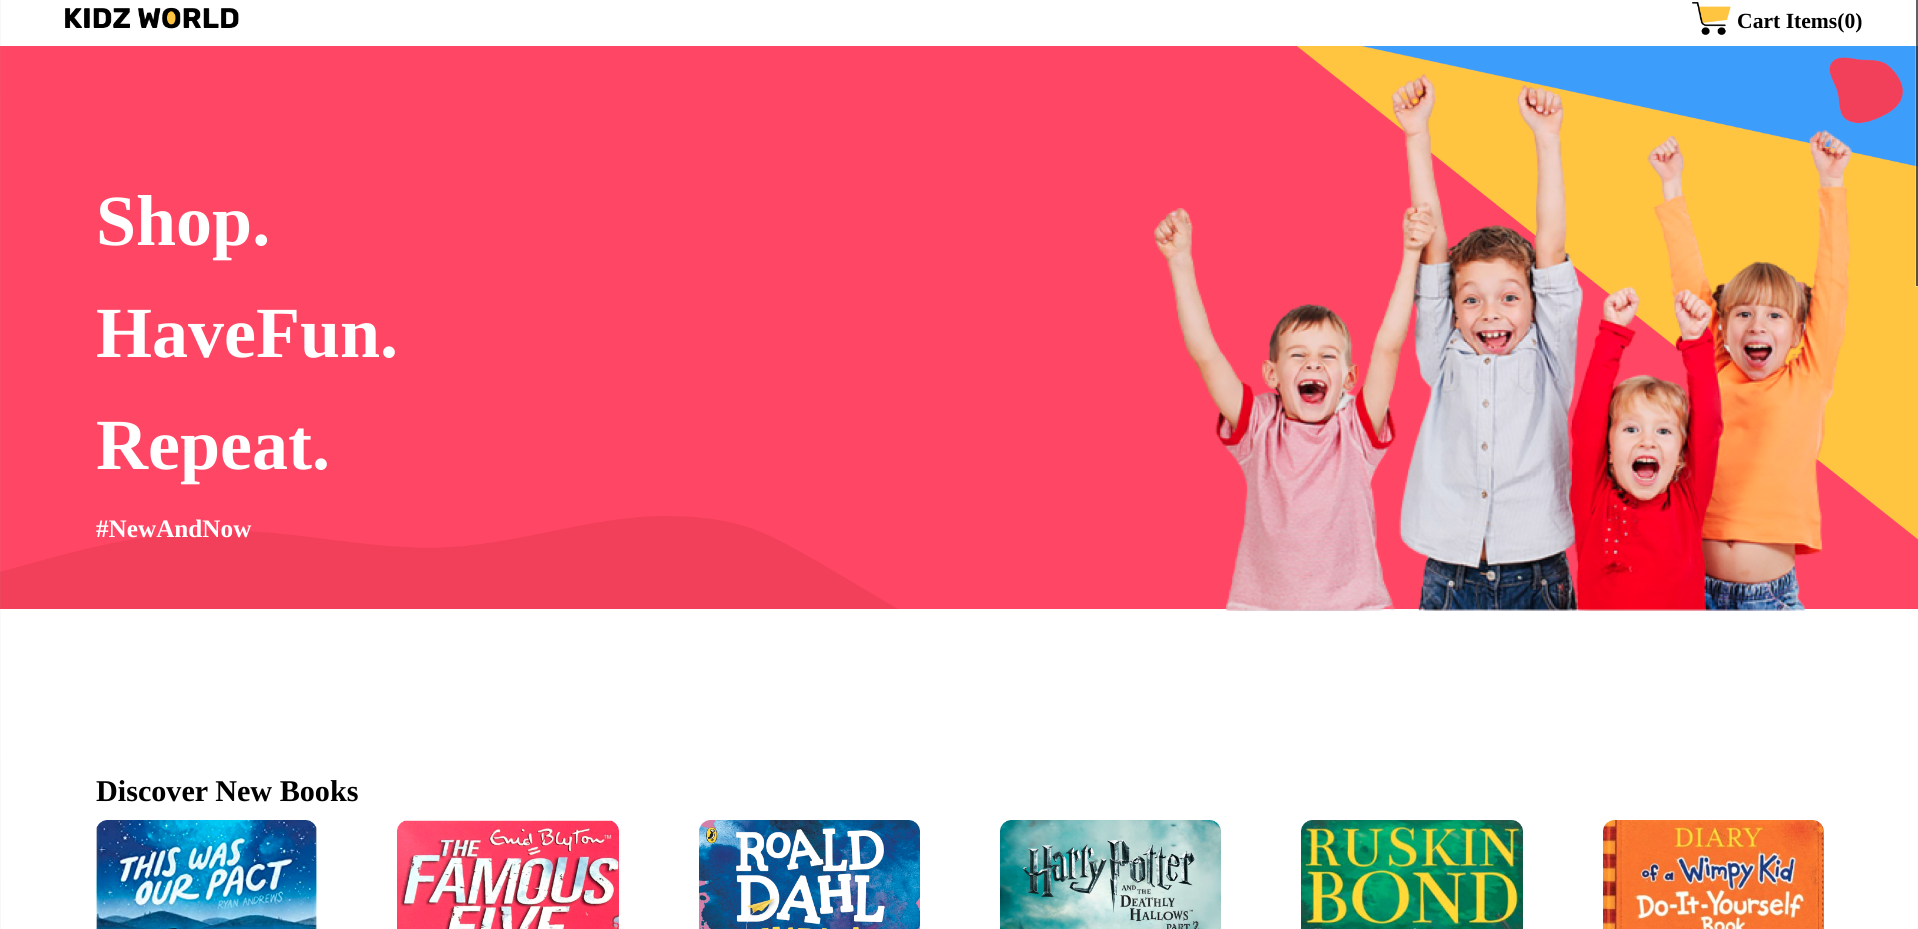 KIDZ WORLD
Cart Items(0)
Shop.
HaveFun.
Repeat.
#NewAndNow
Discover New Books
THIS WAS
OUR PACT
RYAN ANDREWS
Enid Blyton™
THE
FAMOUS
FIVE
ROALD
DAHL
Harry Potter
AND THE
DEATHLY
HALLOWS
PART 2
RUSKIN
BOND
DIARY
of a Wimpy Kid
Do-It-Yourself
Book